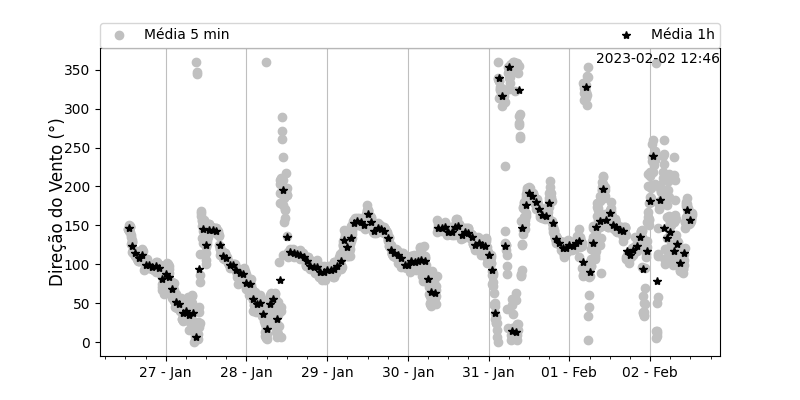 Média 5 min
Média 1h
2023-02-02 12:46
Direção do Vento (°)
350
300
250
200
150
100
50
0
27 - Jan
28 - Jan
29 - Jan
30 - Jan
31 - Jan
01 - Feb
02 - Feb